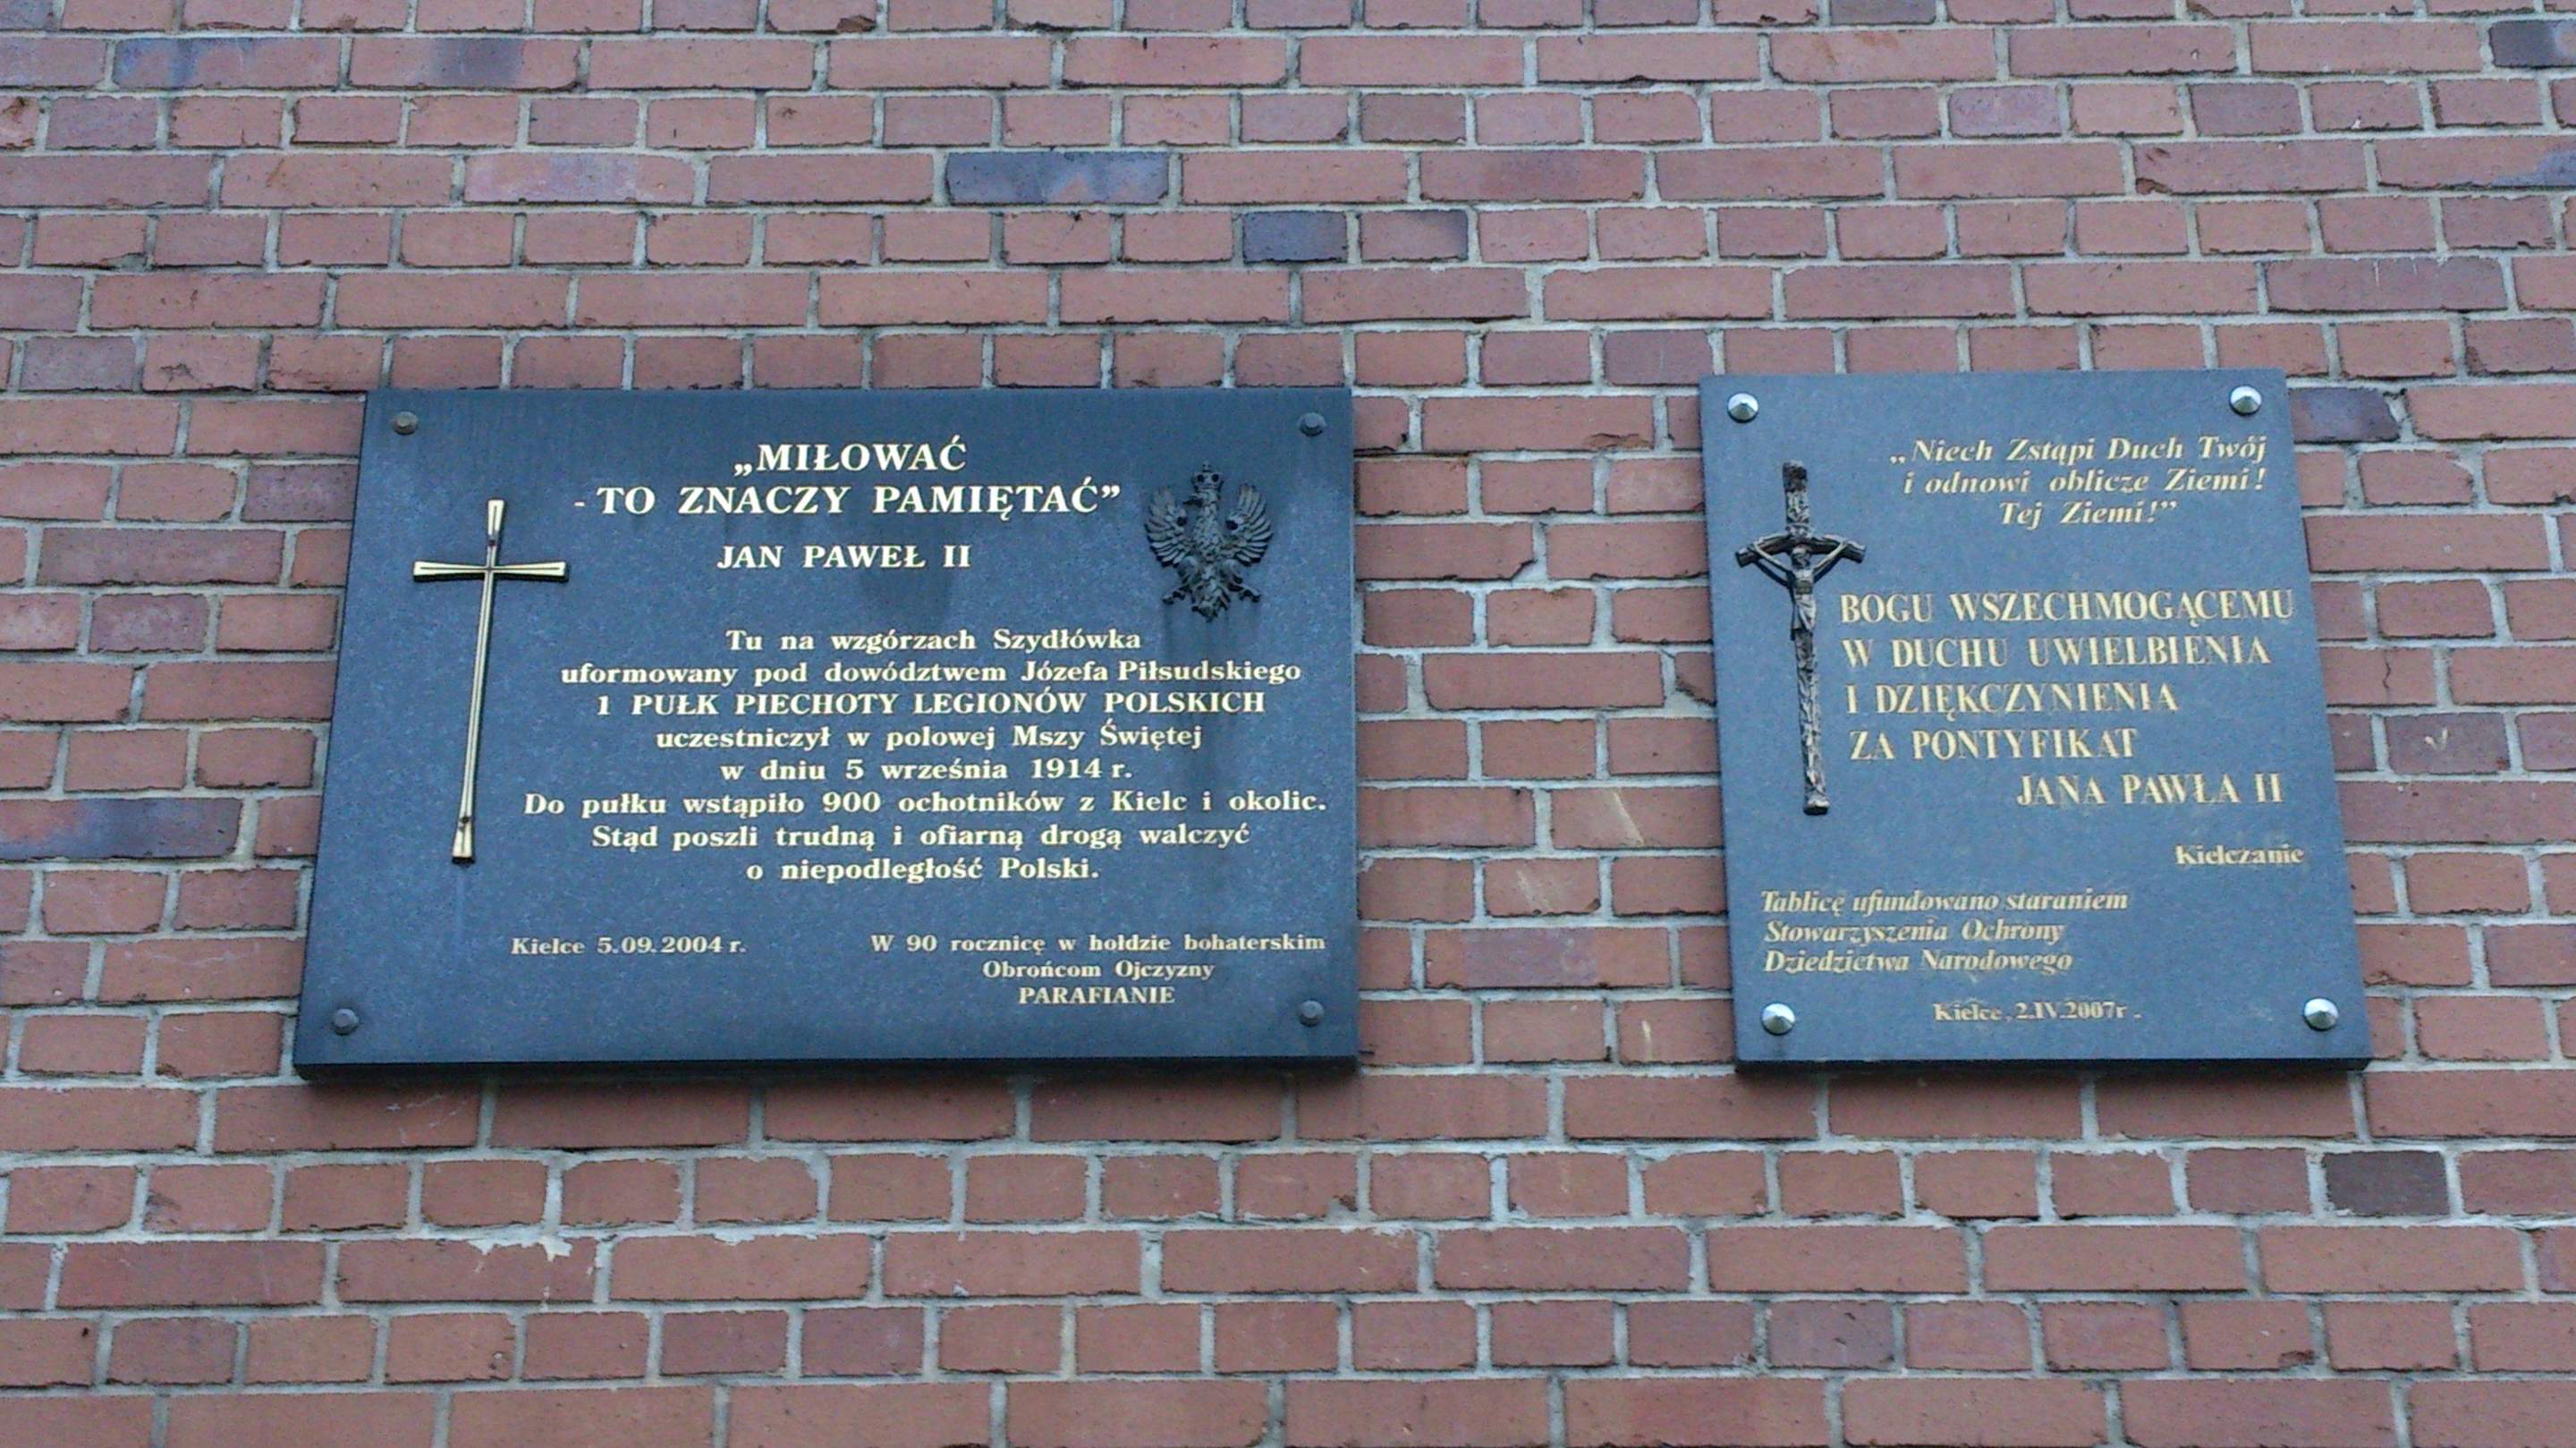 „MIŁOWAĆ
- TO ZNACZY PAMIĘTAĆ”
JAN PAWEŁ II
Tu na wzgórzach Szydłówka
uformowany pod dowództwem Józefa Piłsudskiego
1 PUŁK PIECHOTY LEGIONÓW POLSKICH
uczestniczył w polowej Mszy Świętej
w dniu 5 września 1914 r.
Do pułku wstąpiło 900 ochotników z Kielc i okolic.
Stąd poszli trudną i ofiarną drogą walczyć
o niepodległość Polski.
Kielce 5.09.2004 r.
W 90 rocznicę w hołdzie bohaterskim
Obrońcom Ojczyzny
PARAFIANIE
„Niech Zstąpi Duch Twój
i odnowi oblicze Ziemi!
Tej Ziemi!”
BOGU WSZECHMOGĄCEMU
W DUCHU UWIELBIENIA
I DZIĘKCZYNIENIA
ZA PONTYFIKAT
JANA PAWŁA II
Kielczanie
Tablicę ufundowano staraniem
Stowarzyszenia Ochrony
Dziedzictwa Narodowego
Kielce, 2.IV.2007r.